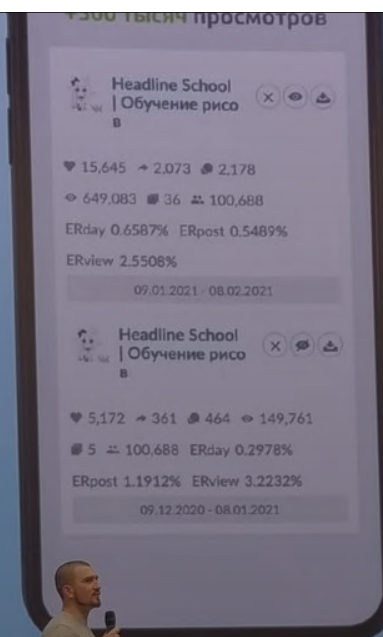 +500 тысяч просмотров
Headline School
| Обучение рисо
в
15,645 2,073 2,178
649,083 36 100,688
ERday 0.6587% ERpost 0.5489%
ERview 2.5508%
09.01.2021 - 08.02.2021
Headline School
| Обучение рисо
в
5,172 361 464 149,761
5 100,688 ERday 0.2978%
ERpost 1.1912% ERview 3.2232%
09.12.2020 - 08.01.2021